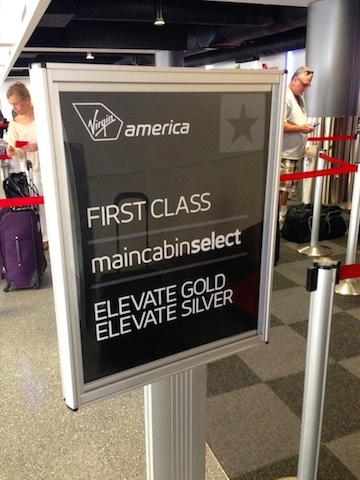 Virgin america
FIRST CLASS
maincabinselect
ELEVATE GOLD
ELEVATE SILVER